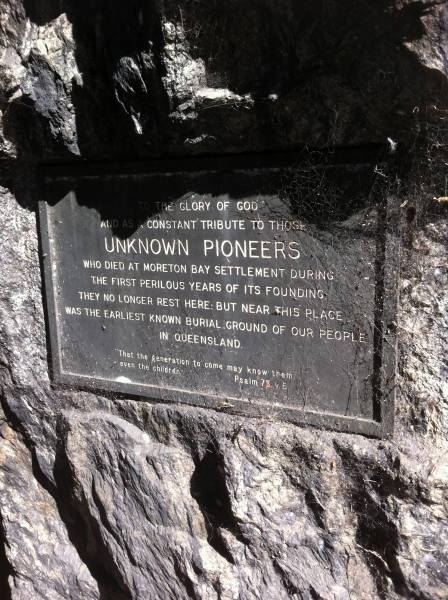 TO THE GLORY OF GOD
AND AS A CONSTANT TRIBUTE TO THOSE
UNKNOWN PIONEERS
WHO DIED AT MORETON BAY SETTLEMENT DURING
THE FIRST PERILOUS YEARS OF ITS FOUNDING.
THEY NO LONGER REST HERE: BUT NEAR THIS PLACE
WAS THE EARLIEST KNOWN BURIAL GROUND OF OUR PEOPLE
IN QUEENSLAND.
"That the generation to come may know them
even the children.
Psalm 78 v 6